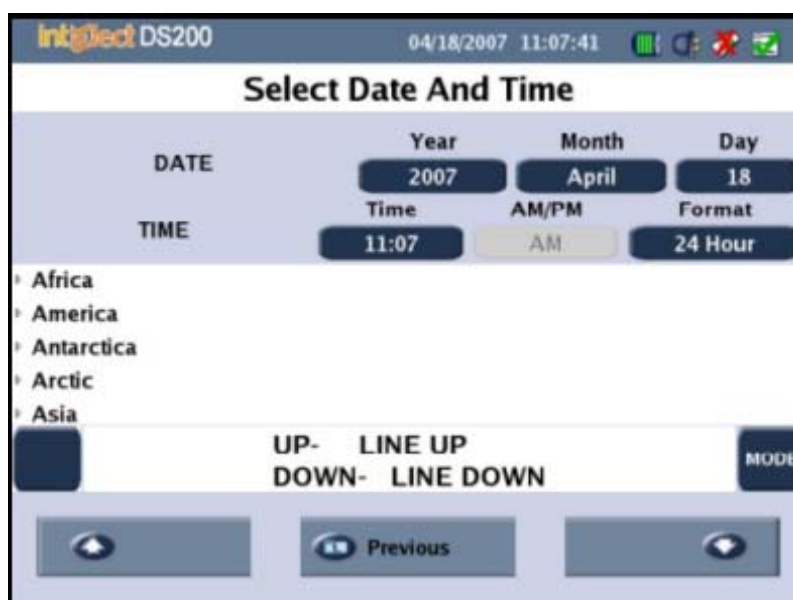 intElect DS200
04/18/2007 11:07:41
Select Date And Time
Year Month Day
DATE
2007 April 18
Time AM/PM Format
TIME
11:07 AM 24 Hour
Africa
America
Antarctica
Arctic
Asia
UP- LINE UP
DOWN- LINE DOWN
MODE
Previous